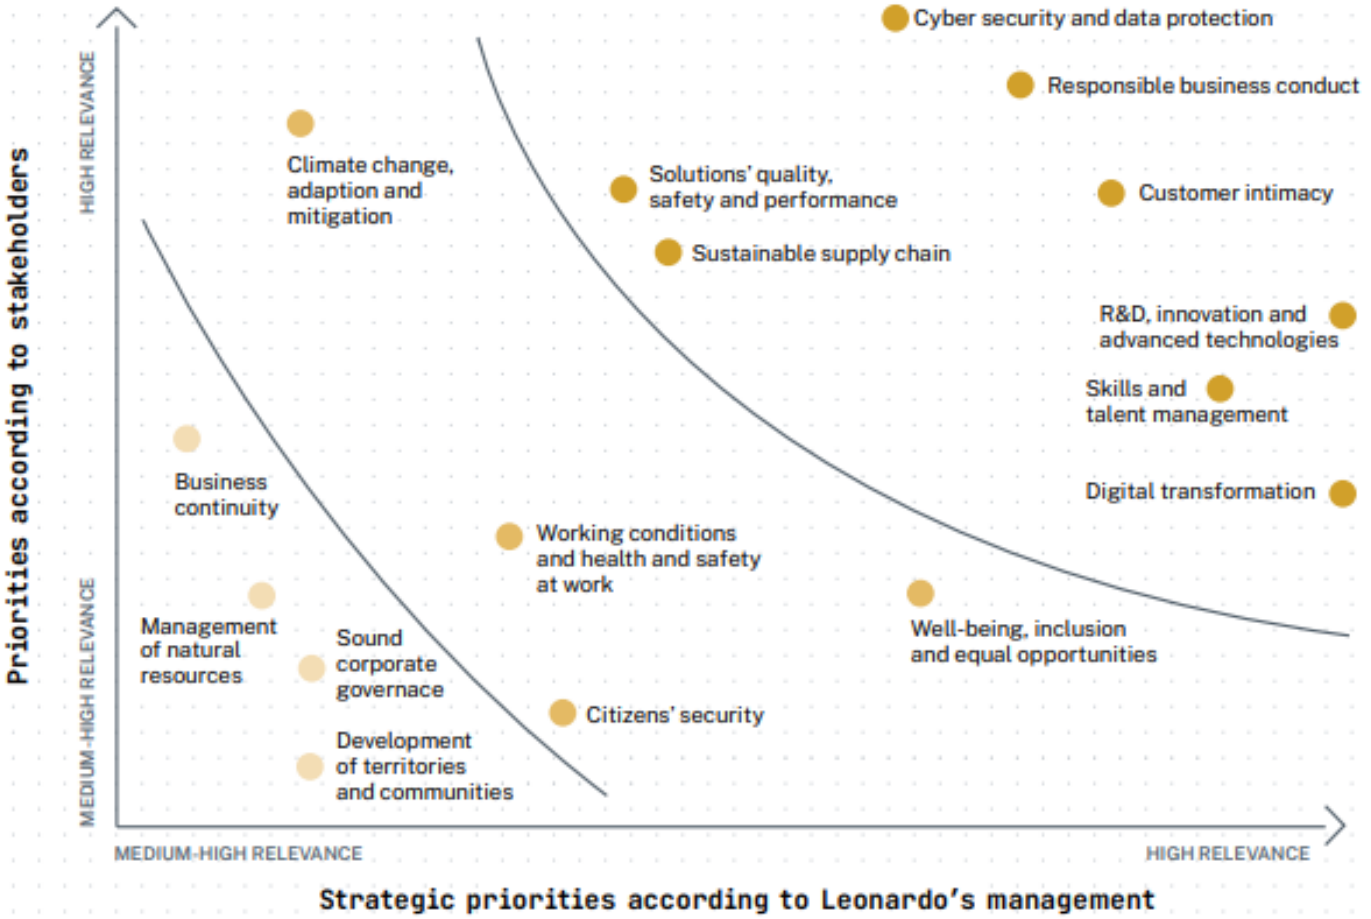 Cyber security and data protection
Responsible business conduct
HIGH RELEVANCE
Climate change,
adaption and
mitigation
Solutions' quality,
safety and performance
Customer intimacy
Sustainable supply chain
Priorities according to stakeholders
R&D, innovation and
advanced technologies
Skills and
talent management
Business
continuity
Digital transformation
Working conditions
and health and safety
at work
MEDIUM-HIGH RELEVANCE
Management
of natural
resources
Sound
corporate
governace
Well-being, inclusion
and equal opportunities
Citizens' security
Development
of territories
and communities
MEDIUM-HIGH RELEVANCE
HIGH RELEVANCE
Strategic priorities according to Leonardo's management